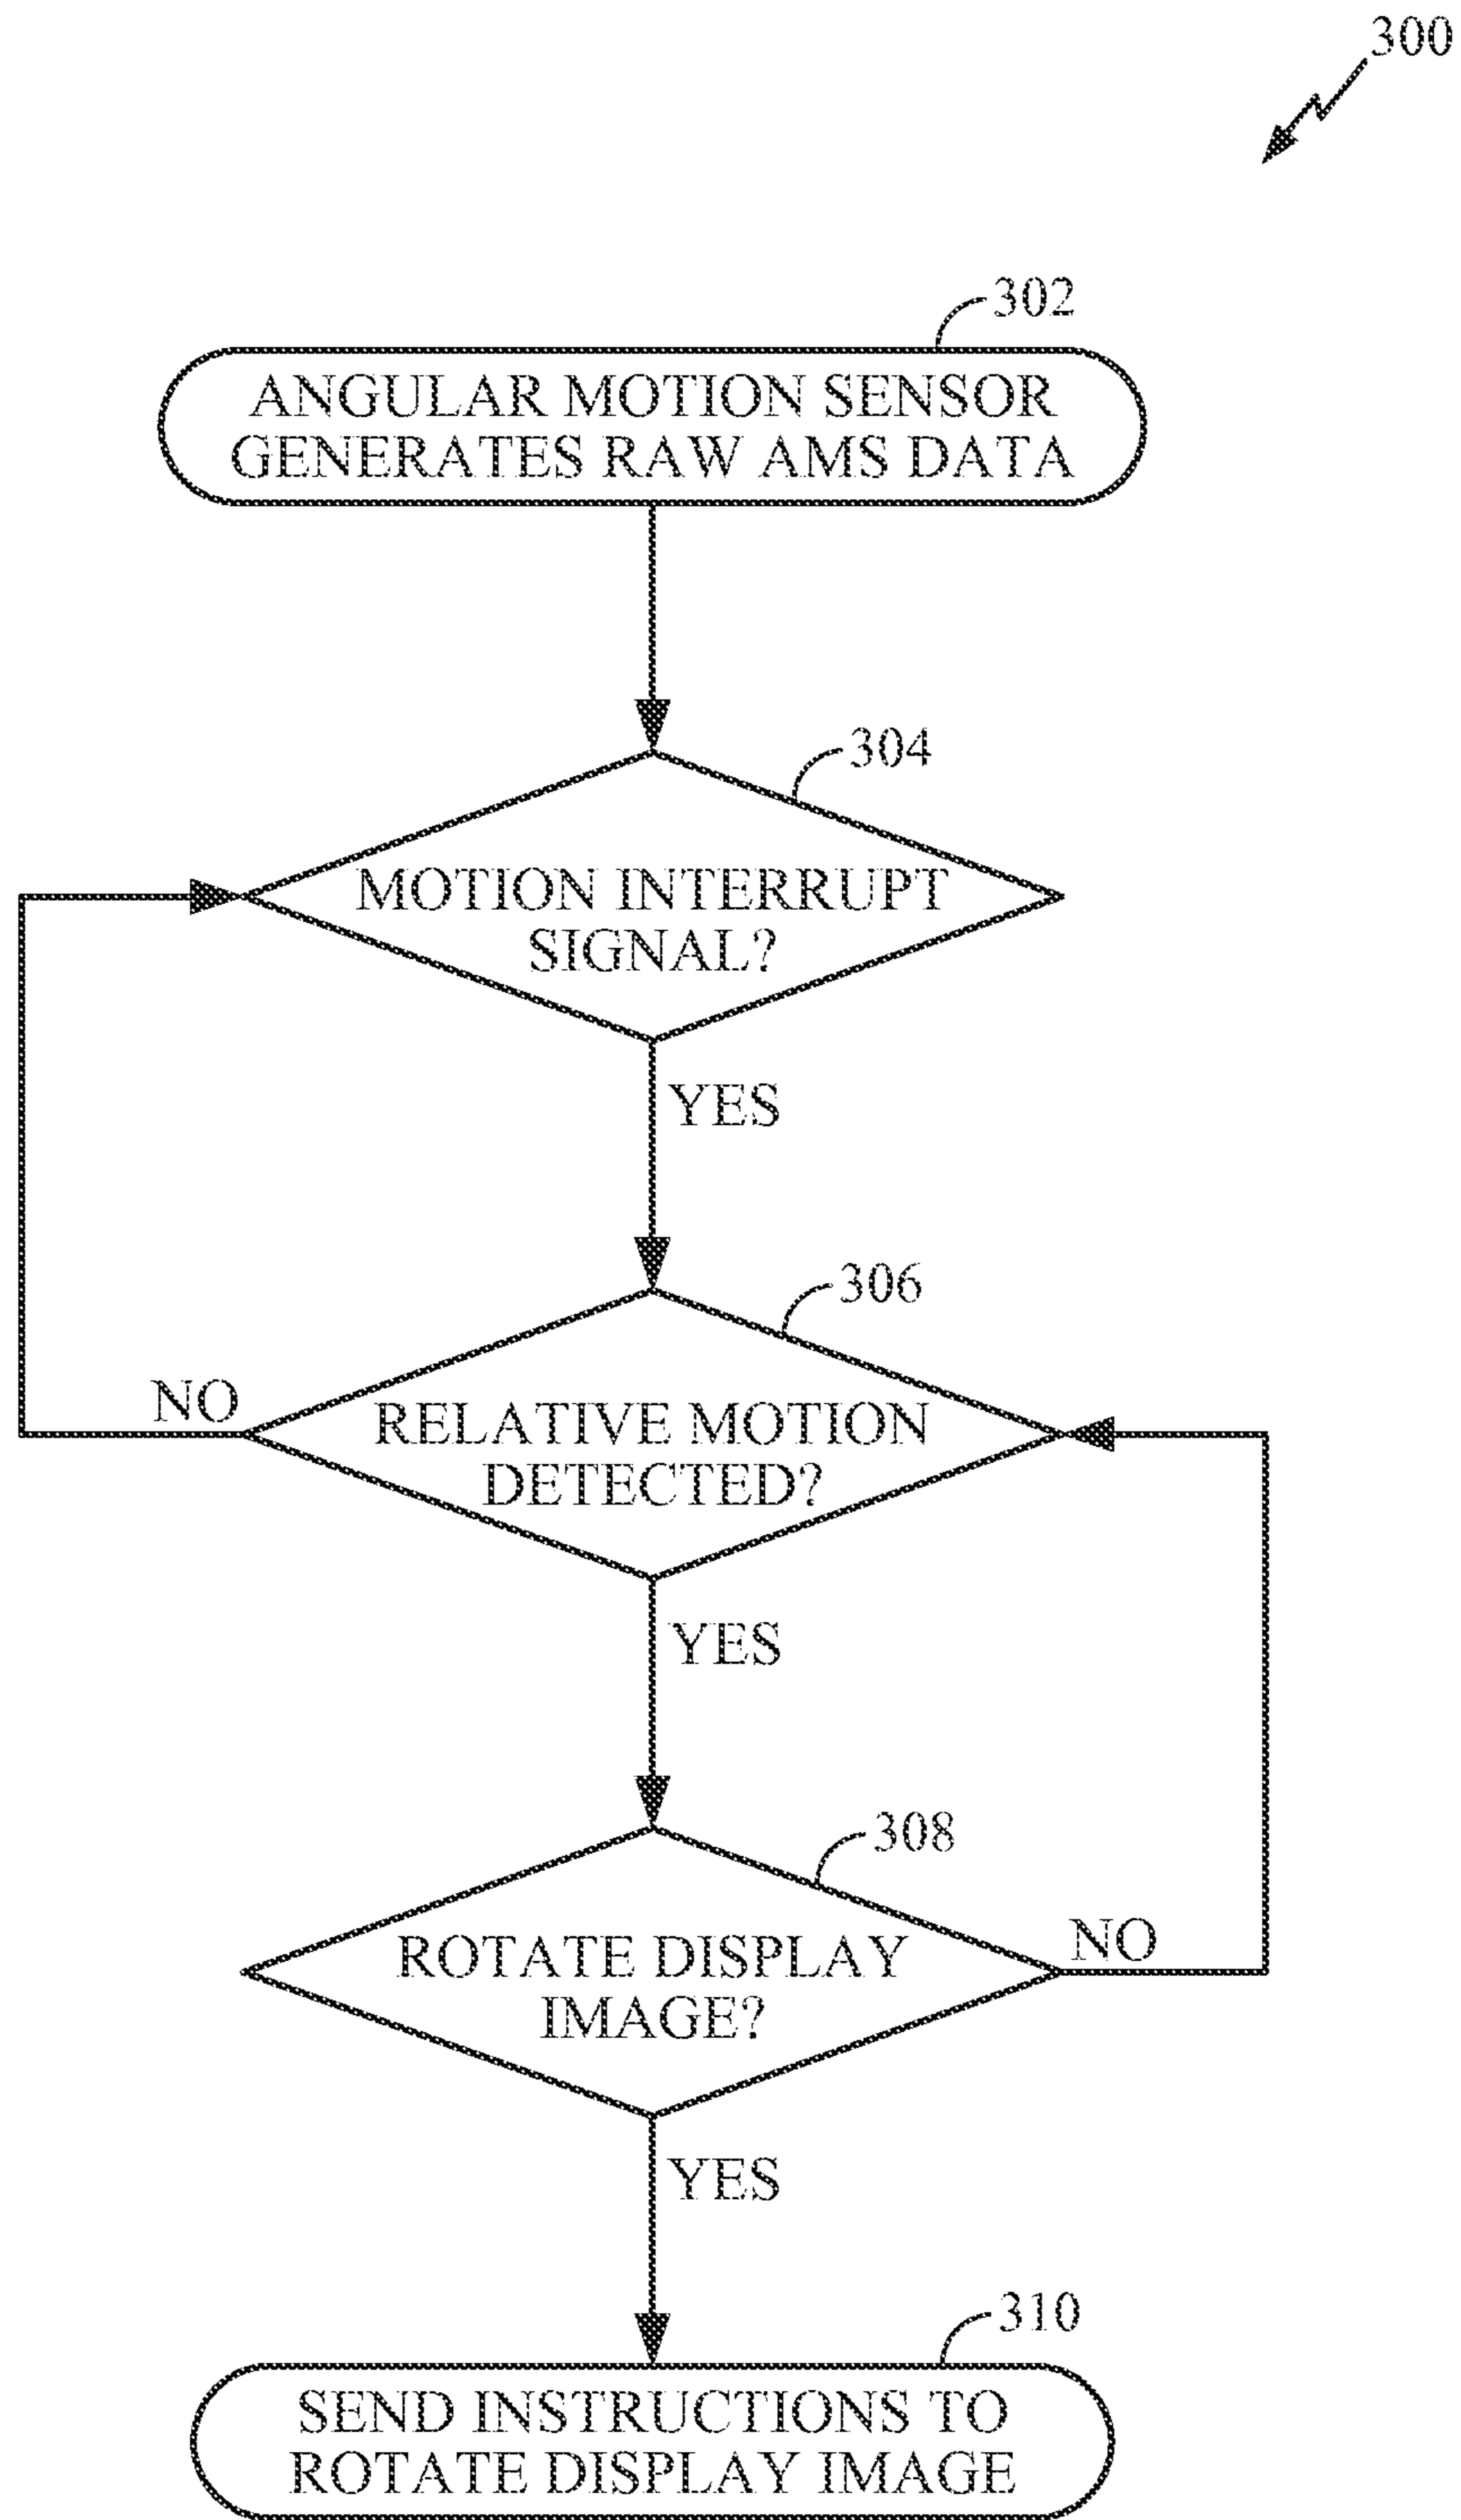 300
302
ANGULAR MOTION SENSOR
GENERATES RAW AMS DATA
304
MOTION INTERRUPT
SIGNAL?
YES
306
NO
RELATIVE MOTION
DETECTED?
YES
308
ROTATE DISPLAY
IMAGE?
NO
YES
310
SEND INSTRUCTIONS TO
ROTATE DISPLAY IMAGE